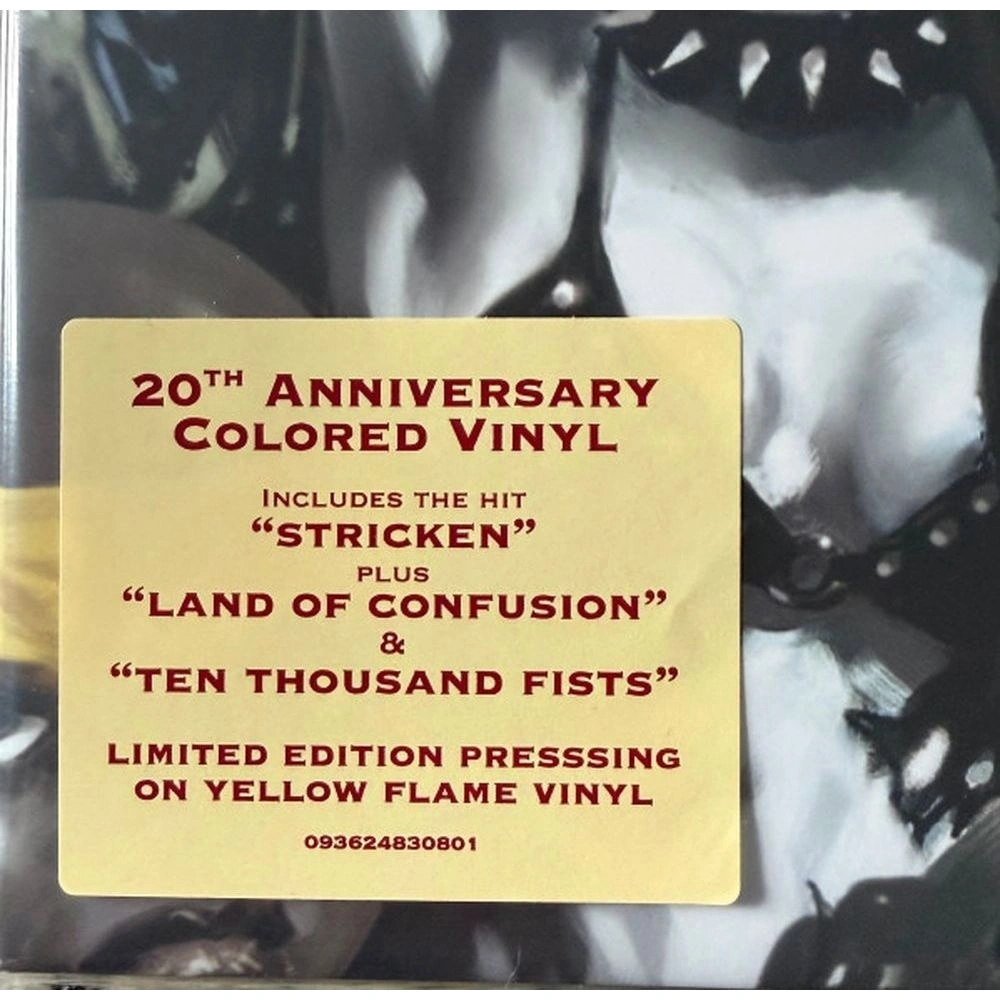 20TH ANNIVERSARY
COLORED VINYL
INCLUDES THE HIT
“STRICKEN”
PLUS
“LAND OF CONFUSION”
&
“TEN THOUSAND FISTS”
LIMITED EDITION PRESSSING
ON YELLOW FLAME VINYL
093624830801